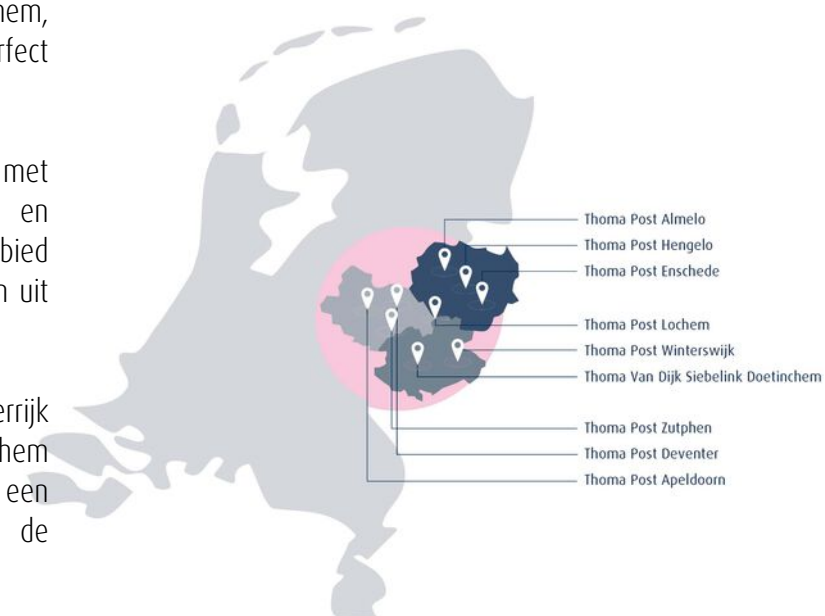 hem,
rfect
met
en
bied
n uit
errijk
hem
een
de
Thoma Post Almelo
Thoma Post Hengelo
Thoma Post Enschede
Thoma Post Lochem
Thoma Post Winterswijk
Thoma Van Dijk Siebelink Doetinchem
Thoma Post Zutphen
Thoma Post Deventer
Thoma Post Apeldoorn